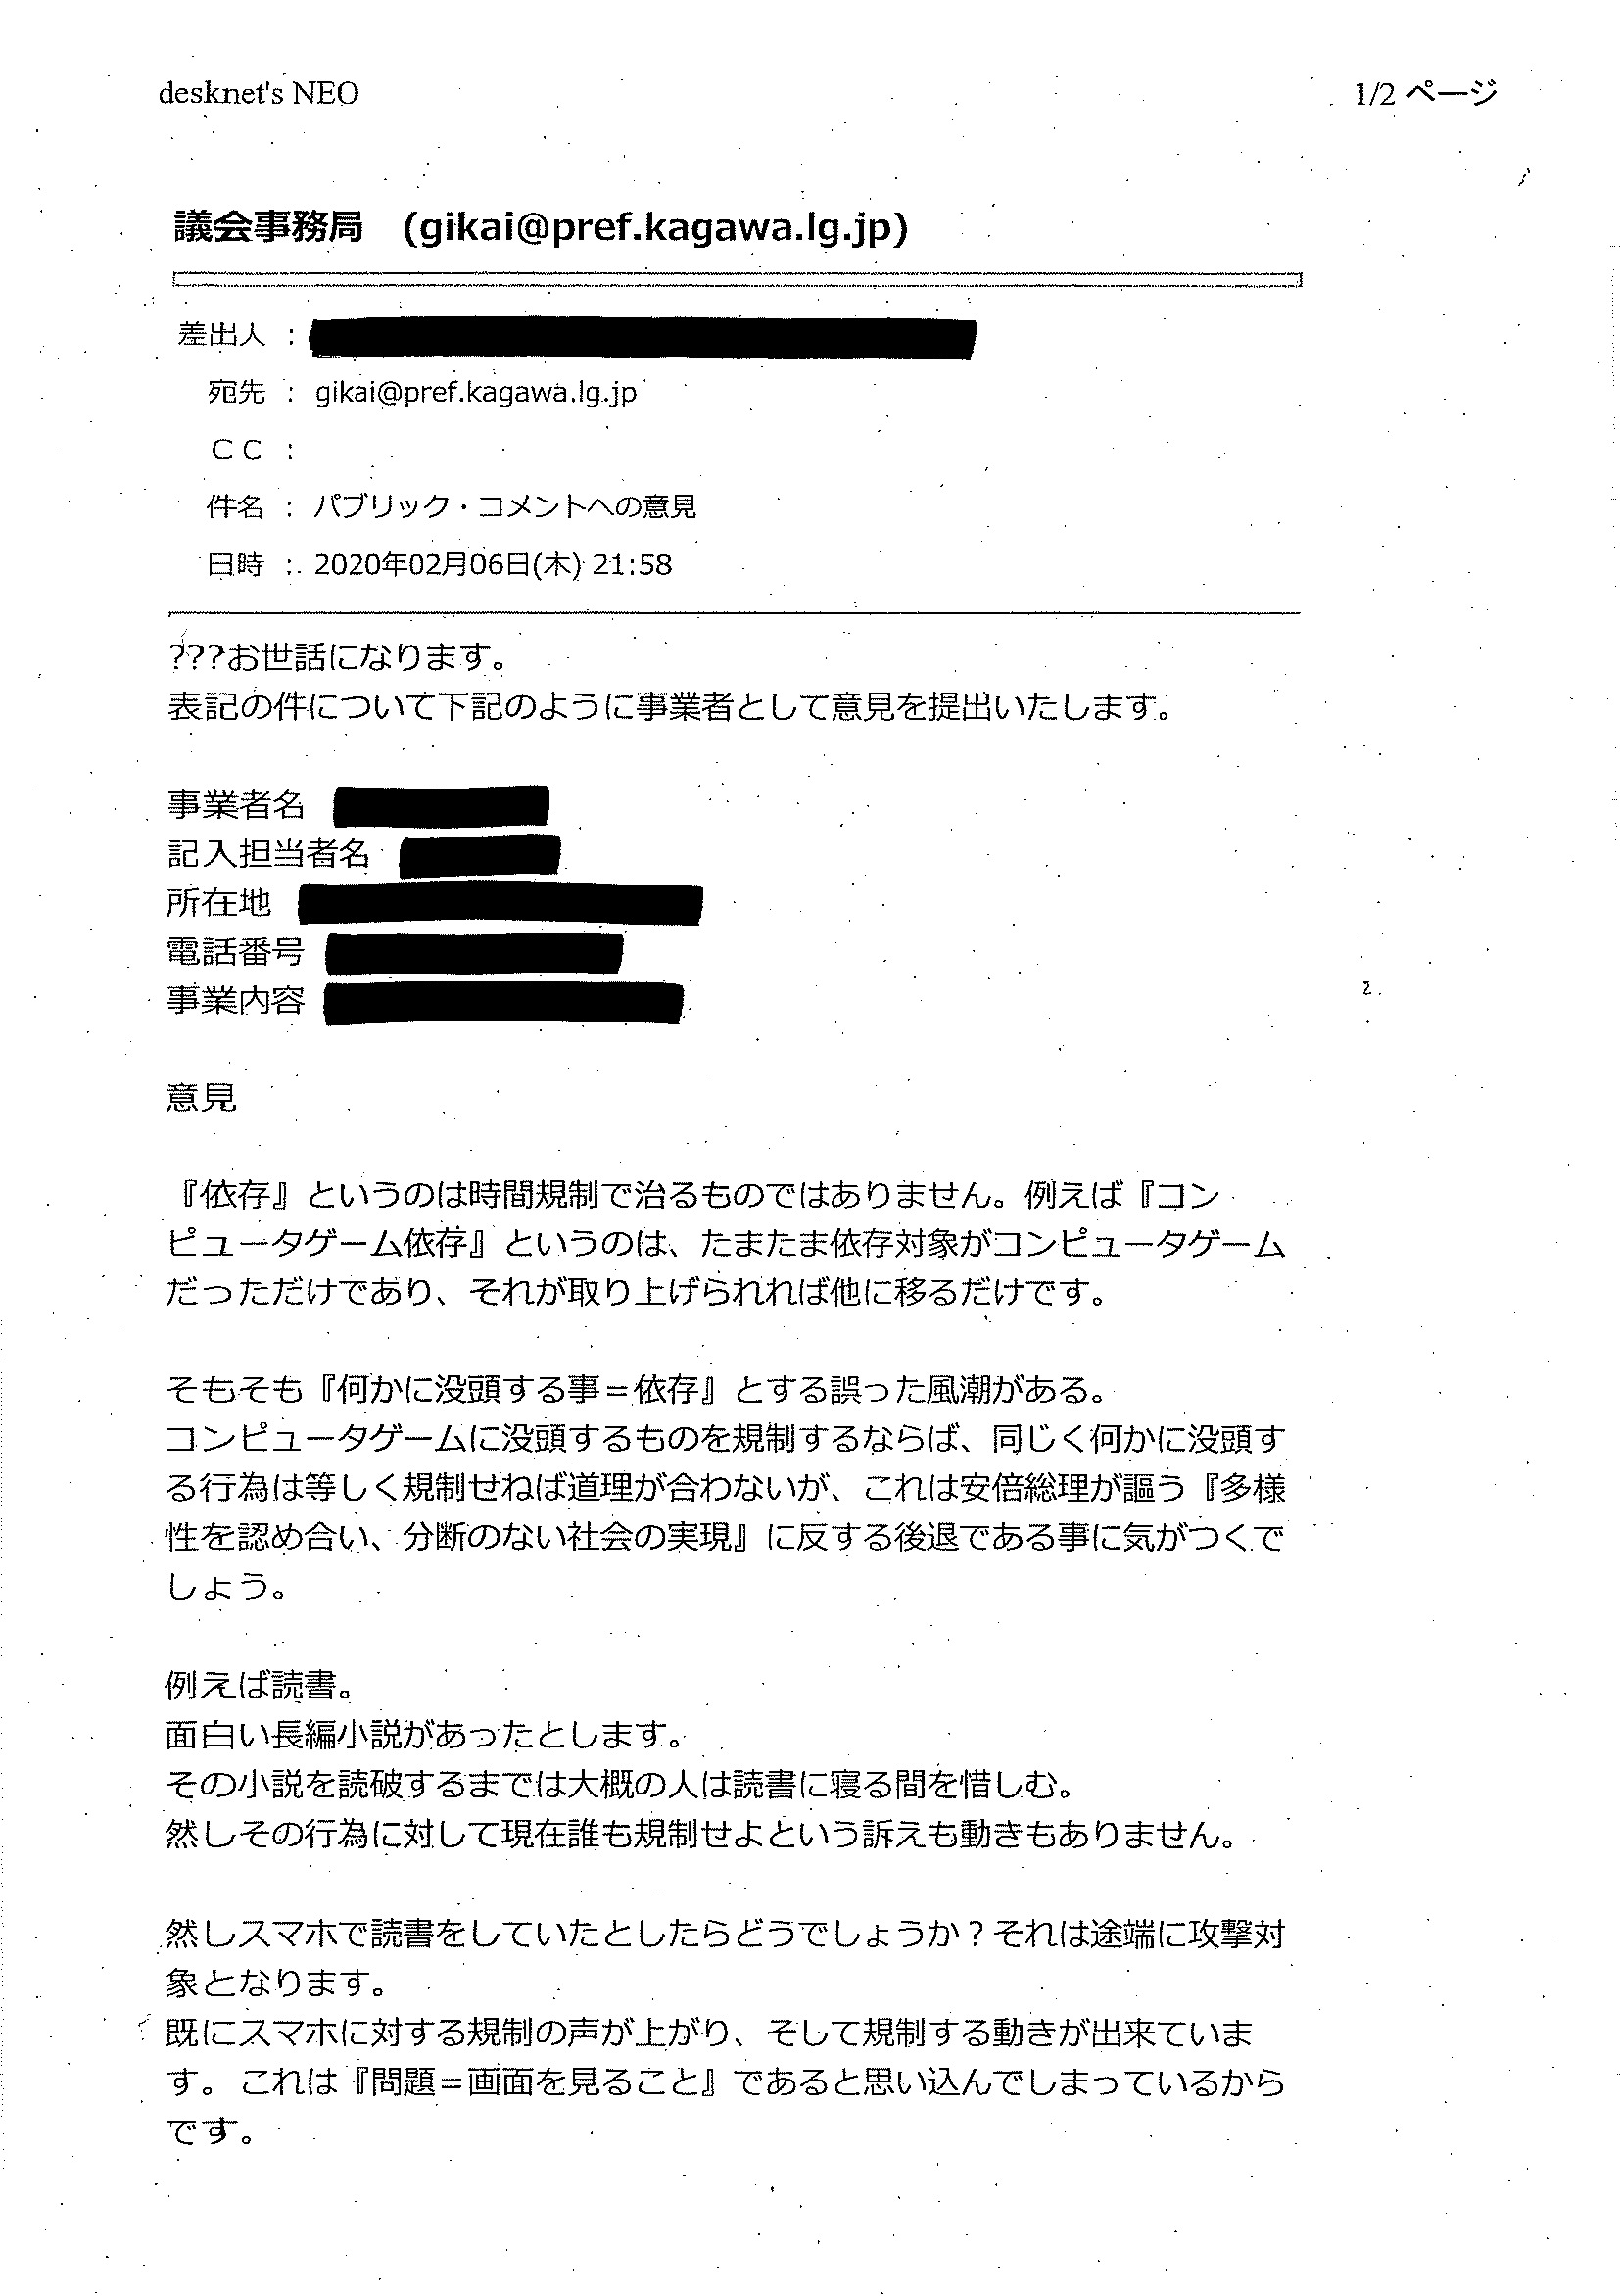 desknet's NEO
1/2 ページ
議会事務局 (gikai@pref.kagawa.lg.jp)
差出人 :
宛先 : gikai@pref.kagawa.lg.jp
ＣＣ :
件名 : パブリック・コメントへの意見
日時 : 2020年02月06日(木) 21:58
???お世話になります。
表記の件について下記のように事業者として意見を提出いたします。
事業者名
記入担当者名
所在地
電話番号
事業内容
意見
『依存』というのは時間規制で治るものではありません。例えば『コン
ピュータゲーム依存』というのは、たまたま依存対象がコンピュータゲーム
だっただけであり、それが取り上げられれば他に移るだけです。
そもそも『何かに没頭する事＝依存』とする誤った風潮がある。
コンピュータゲームに没頭するものを規制するならば、同じく何かに没頭す
る行為は等しく規制せねば道理が合わないが、これは安倍総理が謳う『多様
性を認め合い、分断のない社会の実現』に反する後退である事に気がつくで
しょう。
例えば読書。
面白い長編小説があったとします。
その小説を読破するまでは大概の人は読書に寝る間を惜しむ。
然しその行為に対して現在誰も規制せよという訴えも動きもありません。
然しスマホで読書をしていたとしたらどうでしょうか？それは途端に攻撃対
象となります。
既にスマホに対する規制の声が上がり、そして規制する動きが出来ていま
す。これは『問題＝画面を見ること』であると思い込んでしまっているから
です。